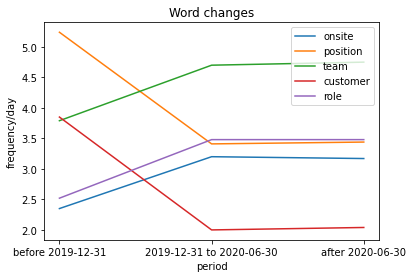 Word changes
onsite
position
team
customer
role
frequency/day
5.0
4.5
4.0
3.5
3.0
2.5
2.0
before 2019-12-31 2019-12-31 to 2020-06-30 after 2020-06-30
period